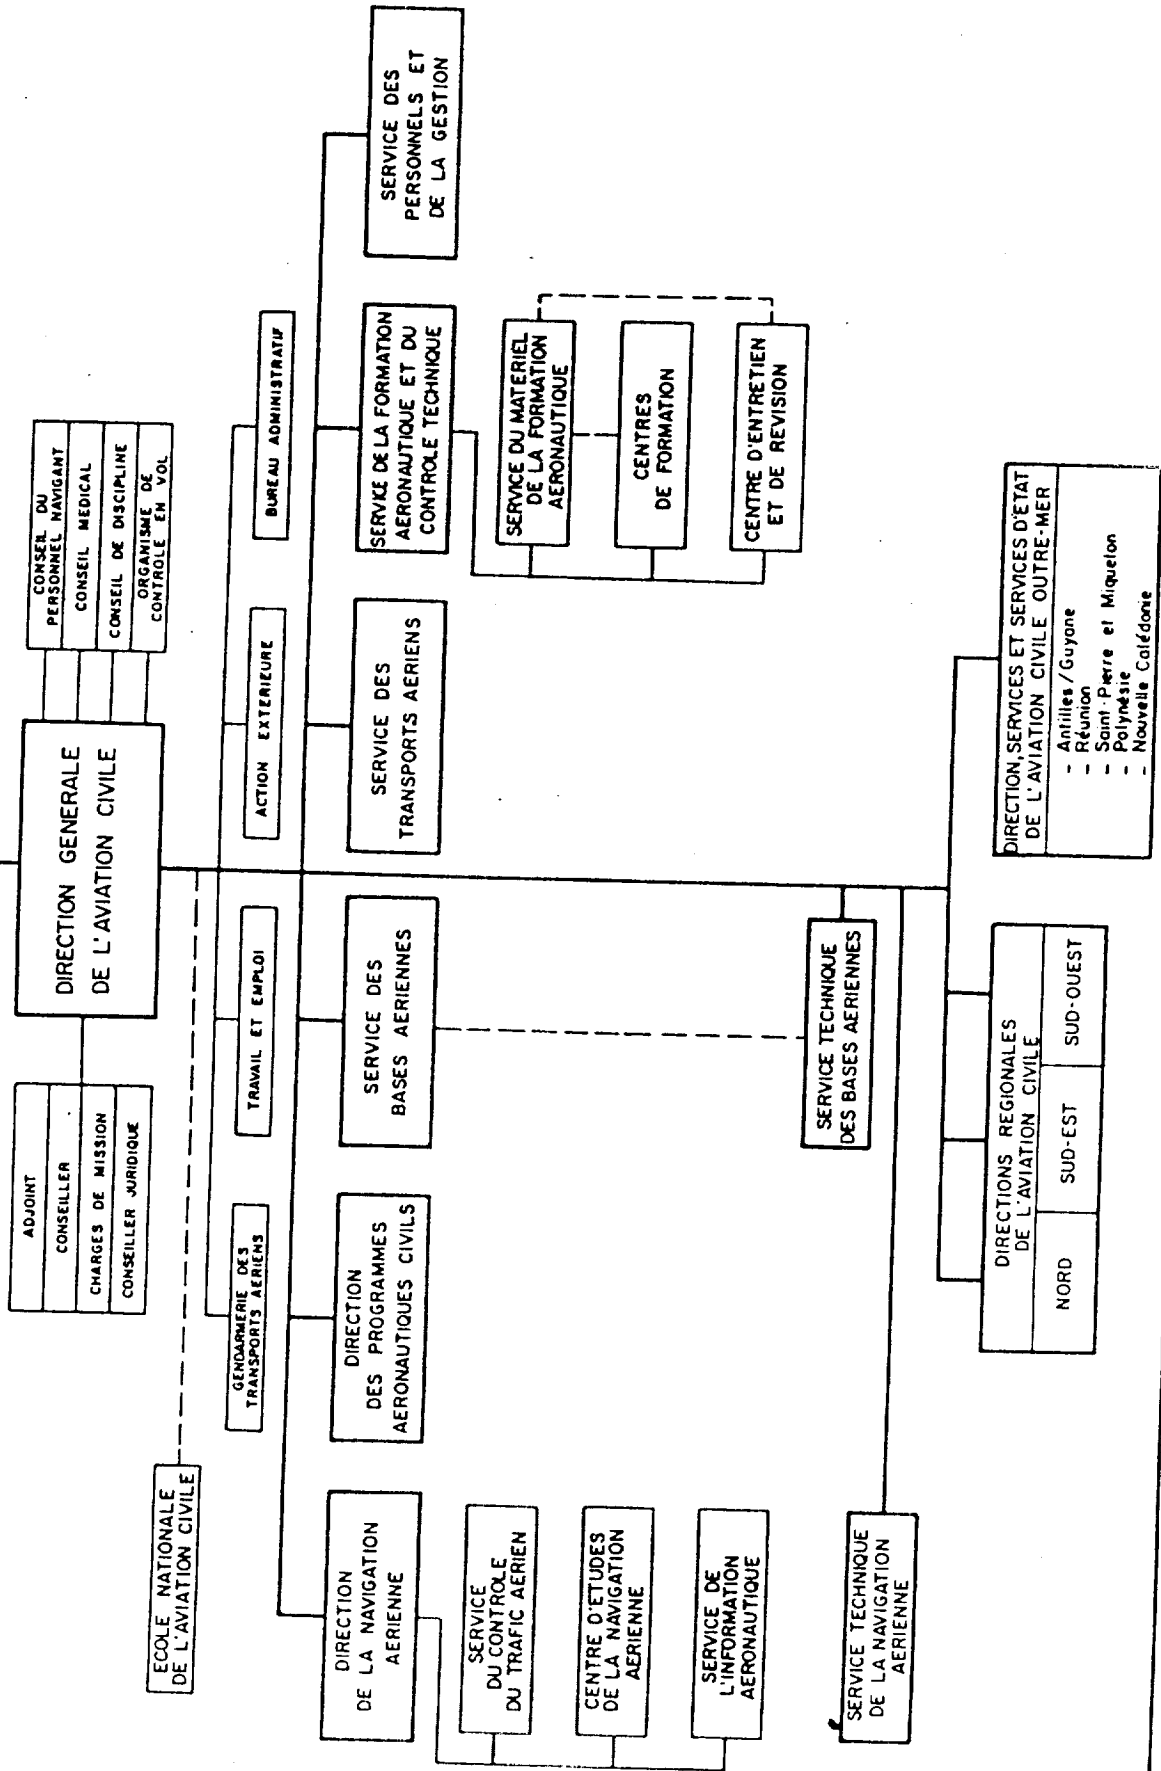 DIRECTION GENERALE
DE L'AVIATION CIVILE
ADJOINT
CONSEILLER
CHARGES DE MISSION
CONSEILLER JURIDIQUE
CONSEIL DU
PERSONNEL NAVIGANT
CONSEIL MEDICAL
CONSEIL DE DISCIPLINE
ORGANISME DE
CONTROLE EN VOL
ECOLE NATIONALE
DE L'AVIATION CIVILE
GENDARMERIE DES
TRANSPORTS AERIENS
TRAVAIL ET EMPLOI
ACTION EXTERIEURE
BUREAU ADMINISTRATIF
DIRECTION
DE LA NAVIGATION
AERIENNE
DIRECTION
DES PROGRAMMES
AERONAUTIQUES CIVILS
SERVICE DES
BASES AERIENNES
SERVICE DES
TRANSPORTS AERIENS
SERVICE DE LA FORMATION
AERONAUTIQUE ET DU
CONTROLE TECHNIQUE
SERVICE DES
PERSONNELS ET
DE LA GESTION
SERVICE
DU CONTROLE
DU TRAFIC AERIEN
CENTRE D'ETUDES
DE LA NAVIGATION
AERIENNE
SERVICE DE
L'INFORMATION
AERONAUTIQUE
SERVICE DU MATERIEL
DE LA FORMATION
AERONAUTIQUE
CENTRES
DE FORMATION
CENTRE D'ENTRETIEN
ET DE REVISION
SERVICE TECHNIQUE
DES BASES AERIENNES
SERVICE TECHNIQUE
DE LA NAVIGATION
AERIENNE
DIRECTIONS REGIONALES
DE L'AVIATION CIVILE
NORD
SUD-EST
SUD-OUEST
DIRECTION, SERVICES ET SERVICES D'ETAT
DE L'AVIATION CIVILE OUTRE-MER
- Antilles / Guyane
- Réunion
- Saint-Pierre et Miquelon
- Polynésie
- Nouvelle Calédonie